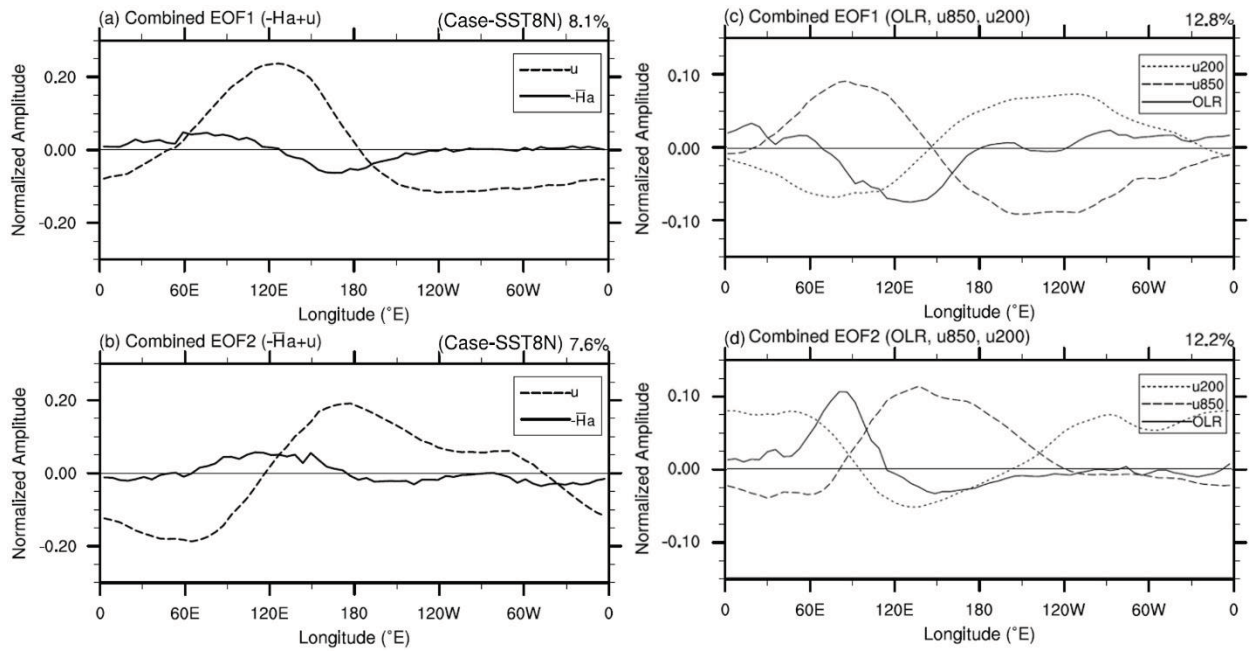 (a) Combined EOF1 (-Ha+u) (Case-SST8N) 8.1%
u
-H̅a
0.20
0.00
-0.20
Normalized Amplitude
0 60E 120E 180 120W 60W 0
Longitude (°E)
(b) Combined EOF2 (-H̅a+u) (Case-SST8N) 7.6%
u
-H̅a
0.20
0.00
-0.20
Normalized Amplitude
0 60E 120E 180 120W 60W 0
Longitude (°E)
(c) Combined EOF1 (OLR, u850, u200) 12.8%
u200
u850
OLR
0.10
0.00
-0.10
Normalized Amplitude
0 60E 120E 180 120W 60W 0
Longitude (°E)
(d) Combined EOF2 (OLR, u850, u200) 12.2%
u200
u850
OLR
0.10
0.00
-0.10
Normalized Amplitude
0 60E 120E 180 120W 60W 0
Longitude (°E)